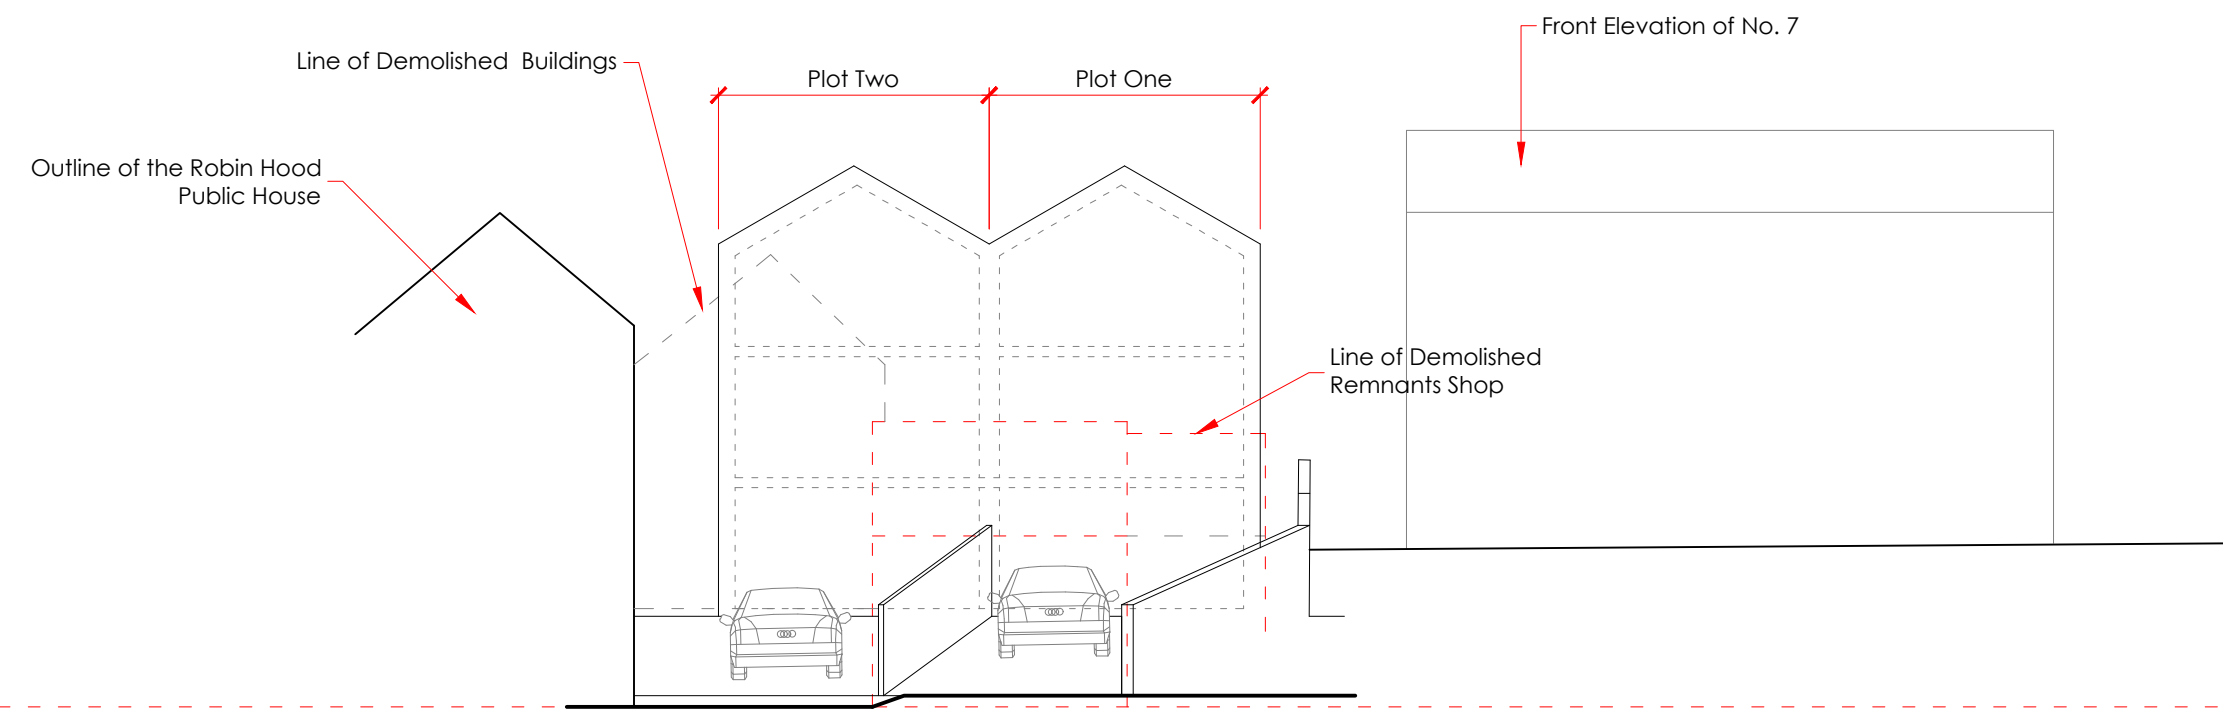 Front Elevation of No. 7
Line of Demolished Buildings
Plot Two
Plot One
Outline of the Robin Hood
Public House
Line of Demolished
Remnants Shop